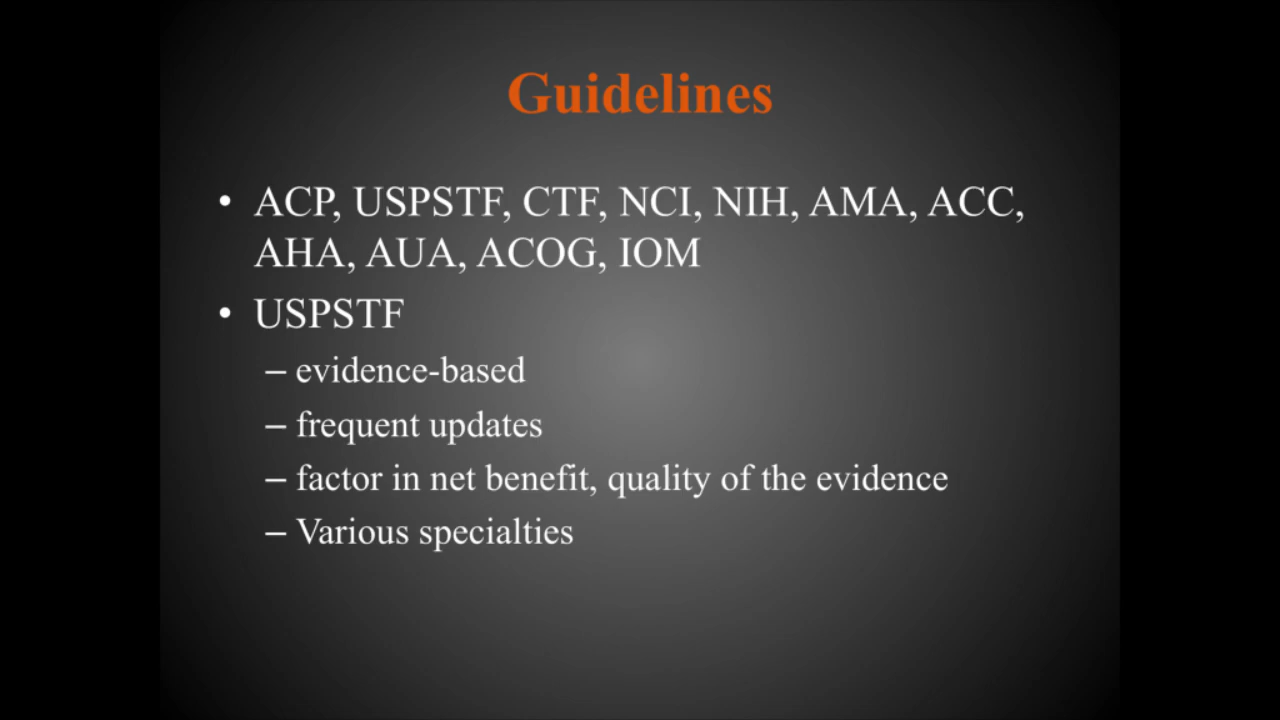 Guidelines
• ACP, USPSTF, CTF, NCI, NIH, AMA, ACC,
AHA, AUA, ACOG, IOM
• USPSTF
– evidence-based
– frequent updates
– factor in net benefit, quality of the evidence
– Various specialties